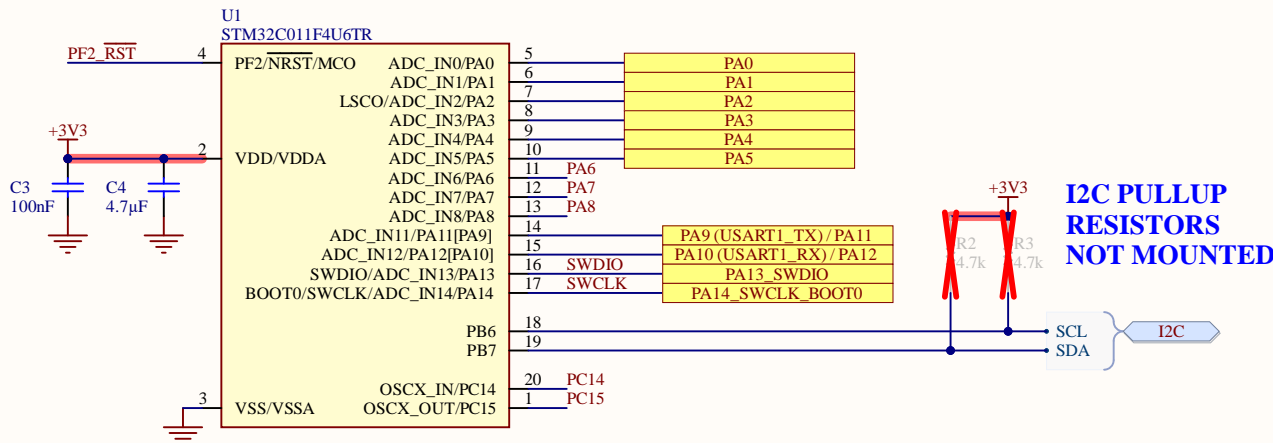 U1
STM32C011F4U6TR
PF2_RST
4
PF2/NRST/MCO
+3V3
2
VDD/VDDA
C3
100nF
C4
4.7µF
3
VSS/VSSA
ADC_IN0/PA0
5
PA0
ADC_IN1/PA1
6
PA1
LSCO/ADC_IN2/PA2
7
PA2
ADC_IN3/PA3
8
PA3
ADC_IN4/PA4
9
PA4
ADC_IN5/PA5
10
PA5
ADC_IN6/PA6
11
PA6
ADC_IN7/PA7
12
PA7
ADC_IN8/PA8
13
PA8
ADC_IN11/PA11[PA9]
14
PA9 (USART1_TX) / PA11
ADC_IN12/PA12[PA10]
15
PA10 (USART1_RX) / PA12
SWDIO/ADC_IN13/PA13
16
SWDIO
PA13_SWDIO
BOOT0/SWCLK/ADC_IN14/PA14
17
SWCLK
PA14_SWCLK_BOOT0
PB6
18
PB7
19
OSCX_IN/PC14
20
PC14
OSCX_OUT/PC15
1
PC15
+3V3
R2
4.7k
R3
4.7k
I2C PULLUP
RESISTORS
NOT MOUNTED
SCL
SDA
I2C